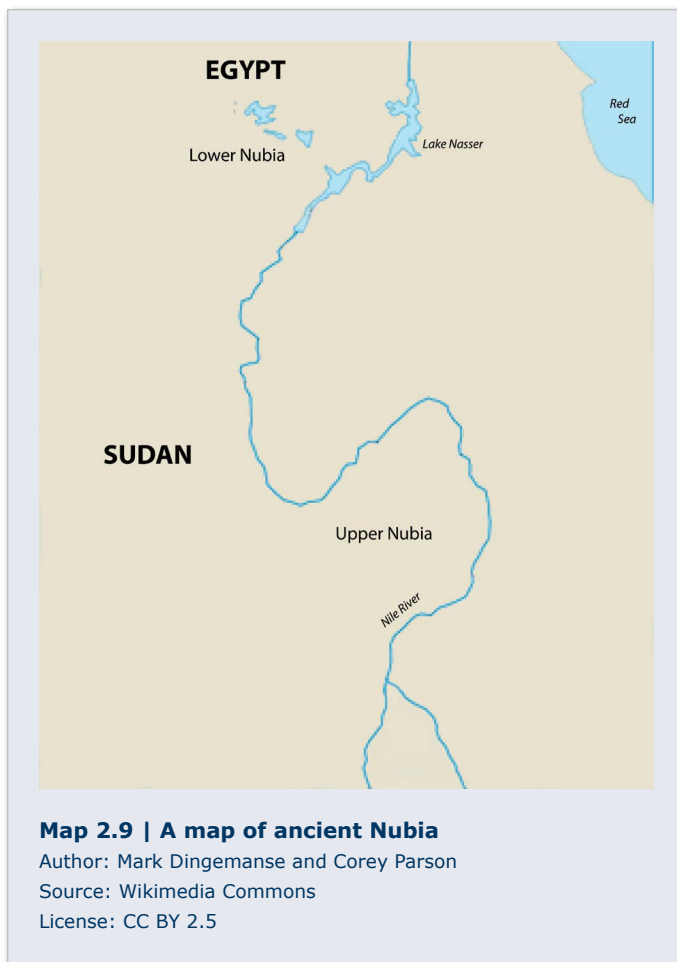 EGYPT
Red
Sea
Lake Nasser
Lower Nubia
SUDAN
Upper Nubia
Nile River
Map 2.9 | A map of ancient Nubia
Author: Mark Dingemanse and Corey Parson
Source: Wikimedia Commons
License: CC BY 2.5